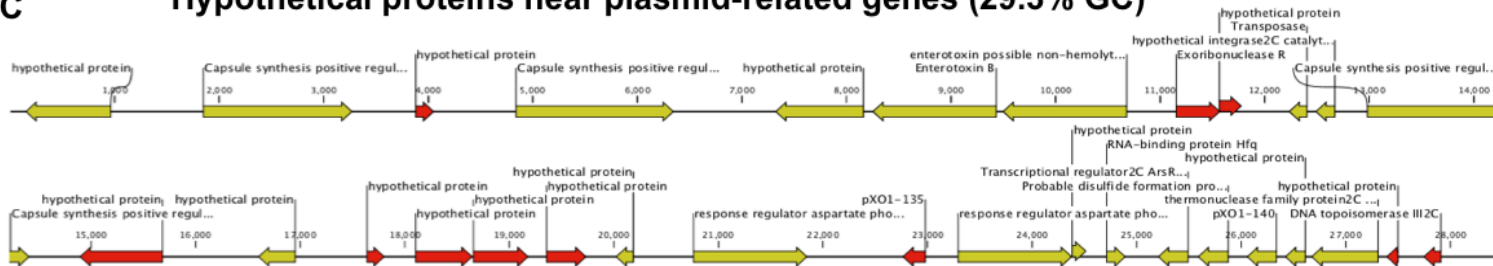 C Hypothetical proteins near plasmid-related genes (29.5% GC)
hypothetical protein
Transposase
hypothetical integrase2C catalyt...
hypothetical protein
enterotoxin possible non-hemolyt...
Exoribonuclease R
hypothetical protein
Capsule synthesis positive regul...
Capsule synthesis positive regul...
hypothetical protein
Enterotoxin B
Capsule synthesis positive regul...
1,000 2,000 3,000 4,000 5,000 6,000 7,000 8,000 9,000 10,000 11,000 12,000 13,000 14,000
hypothetical protein
RNA-binding protein Hfq
hypothetical protein
hypothetical protein
Transcriptional regulator2C ArsR...
hypothetical protein
hypothetical protein
Probable disulfide formation pro...
hypothetical protein
hypothetical protein
hypothetical protein
hypothetical protein
pXO1-135
thermonuclease family protein2C ...
Capsule synthesis positive regul...
hypothetical protein
response regulator aspartate pho...
response regulator aspartate pho...
pXO1-140
DNA topoisomerase III2C
15,000 16,000 17,000 18,000 19,000 20,000 21,000 22,000 23,000 24,000 25,000 26,000 27,000 28,000